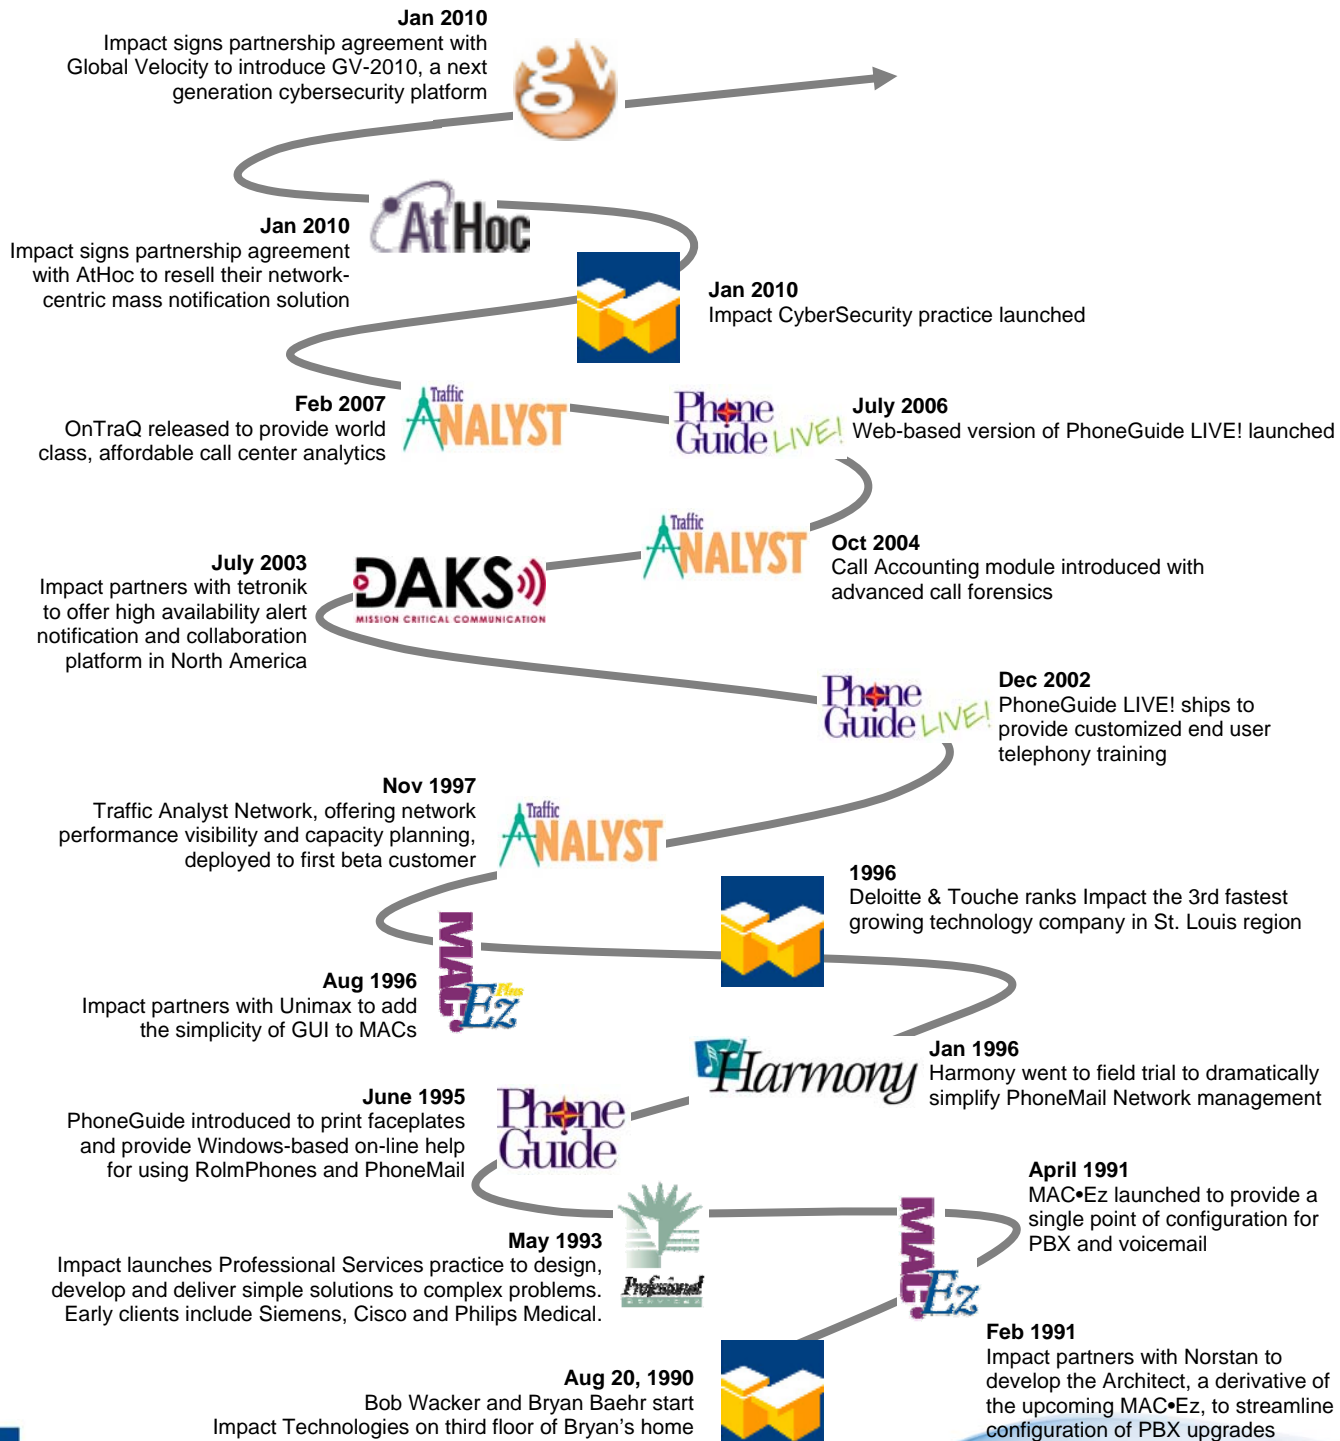 Jan 2010
Impact signs partnership agreement with
Global Velocity to introduce GV-2010, a next
generation cybersecurity platform
gv
AtHoc
Jan 2010
Impact signs partnership agreement
with AtHoc to resell their network-
centric mass notification solution
Jan 2010
Impact CyberSecurity practice launched
Feb 2007
OnTraQ released to provide world
class, affordable call center analytics
Traffic
ANALYST
Phone
Guide LIVE!
July 2006
Web-based version of PhoneGuide LIVE! launched
Traffic
ANALYST
Oct 2004
Call Accounting module introduced with
advanced call forensics
July 2003
Impact partners with tetronik
to offer high availability alert
notification and collaboration
platform in North America
DAKS
MISSION CRITICAL COMMUNICATION
Phone
Guide LIVE!
Dec 2002
PhoneGuide LIVE! ships to
provide customized end user
telephony training
Nov 1997
Traffic Analyst Network, offering network
performance visibility and capacity planning,
deployed to first beta customer
Traffic
ANALYST
1996
Deloitte & Touche ranks Impact the 3rd fastest
growing technology company in St. Louis region
MAC•
Ez Plus
Aug 1996
Impact partners with Unimax to add
the simplicity of GUI to MACs
Harmony
Jan 1996
Harmony went to field trial to dramatically
simplify PhoneMail Network management
June 1995
PhoneGuide introduced to print faceplates
and provide Windows-based on-line help
for using RolmPhones and PhoneMail
Phone
Guide
April 1991
MAC•Ez launched to provide a
single point of configuration for
PBX and voicemail
MAC•
Ez
May 1993
Impact launches Professional Services practice to design,
develop and deliver simple solutions to complex problems.
Early clients include Siemens, Cisco and Philips Medical.
Professional
SERVICES
Feb 1991
Impact partners with Norstan to
develop the Architect, a derivative of
the upcoming MAC•Ez, to streamline
configuration of PBX upgrades
Aug 20, 1990
Bob Wacker and Bryan Baehr start
Impact Technologies on third floor of Bryan's home